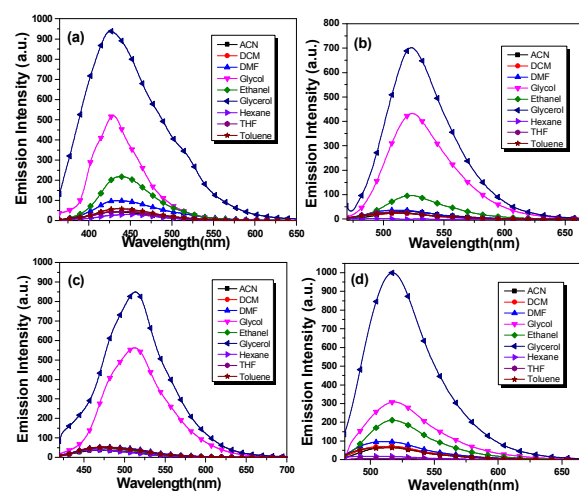 (a)
Emission Intensity (a.u.)
1000
900
800
700
600
500
400
300
200
100
0
400 450 500 550 600 650
Wavelength(nm)
ACN
DCM
DMF
Glycol
Ethanel
Glycerol
Hexane
THF
Toluene
(b)
Emission Intensity (a.u.)
800
700
600
500
400
300
200
100
0
500 550 600 650
Wavelength(nm)
ACN
DCM
DMF
Glycol
Ethanel
Glycerol
Hexane
THF
Toluene
(c)
Emission Intensity (a.u.)
1000
900
800
700
600
500
400
300
200
100
0
450 500 550 600 650 700
Wavelength(nm)
ACN
DCM
DMF
Glycol
Ethanel
Glycerol
Hexane
THF
Toluene
(d)
Emission Intensity (a.u.)
1000
900
800
700
600
500
400
300
200
100
0
500 550 600 650
Wavelength(nm)
ACN
DCM
DMF
Glycol
Ethanel
Glycerol
Hexane
THF
Toluene